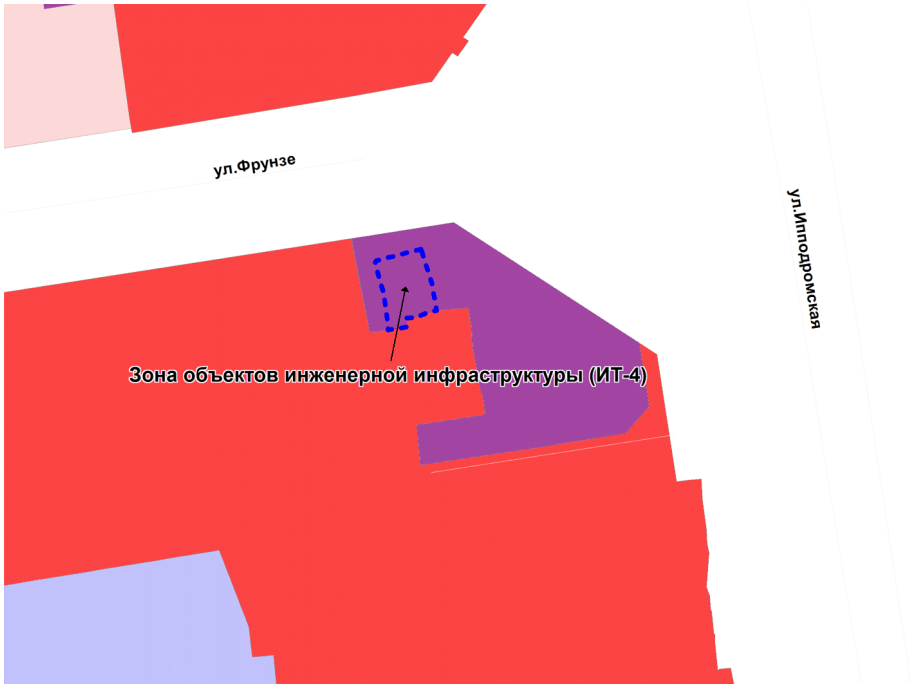 ул.Фрунзе
ул.Ипподромская
Зона объектов инженерной инфраструктуры (ИТ-4)